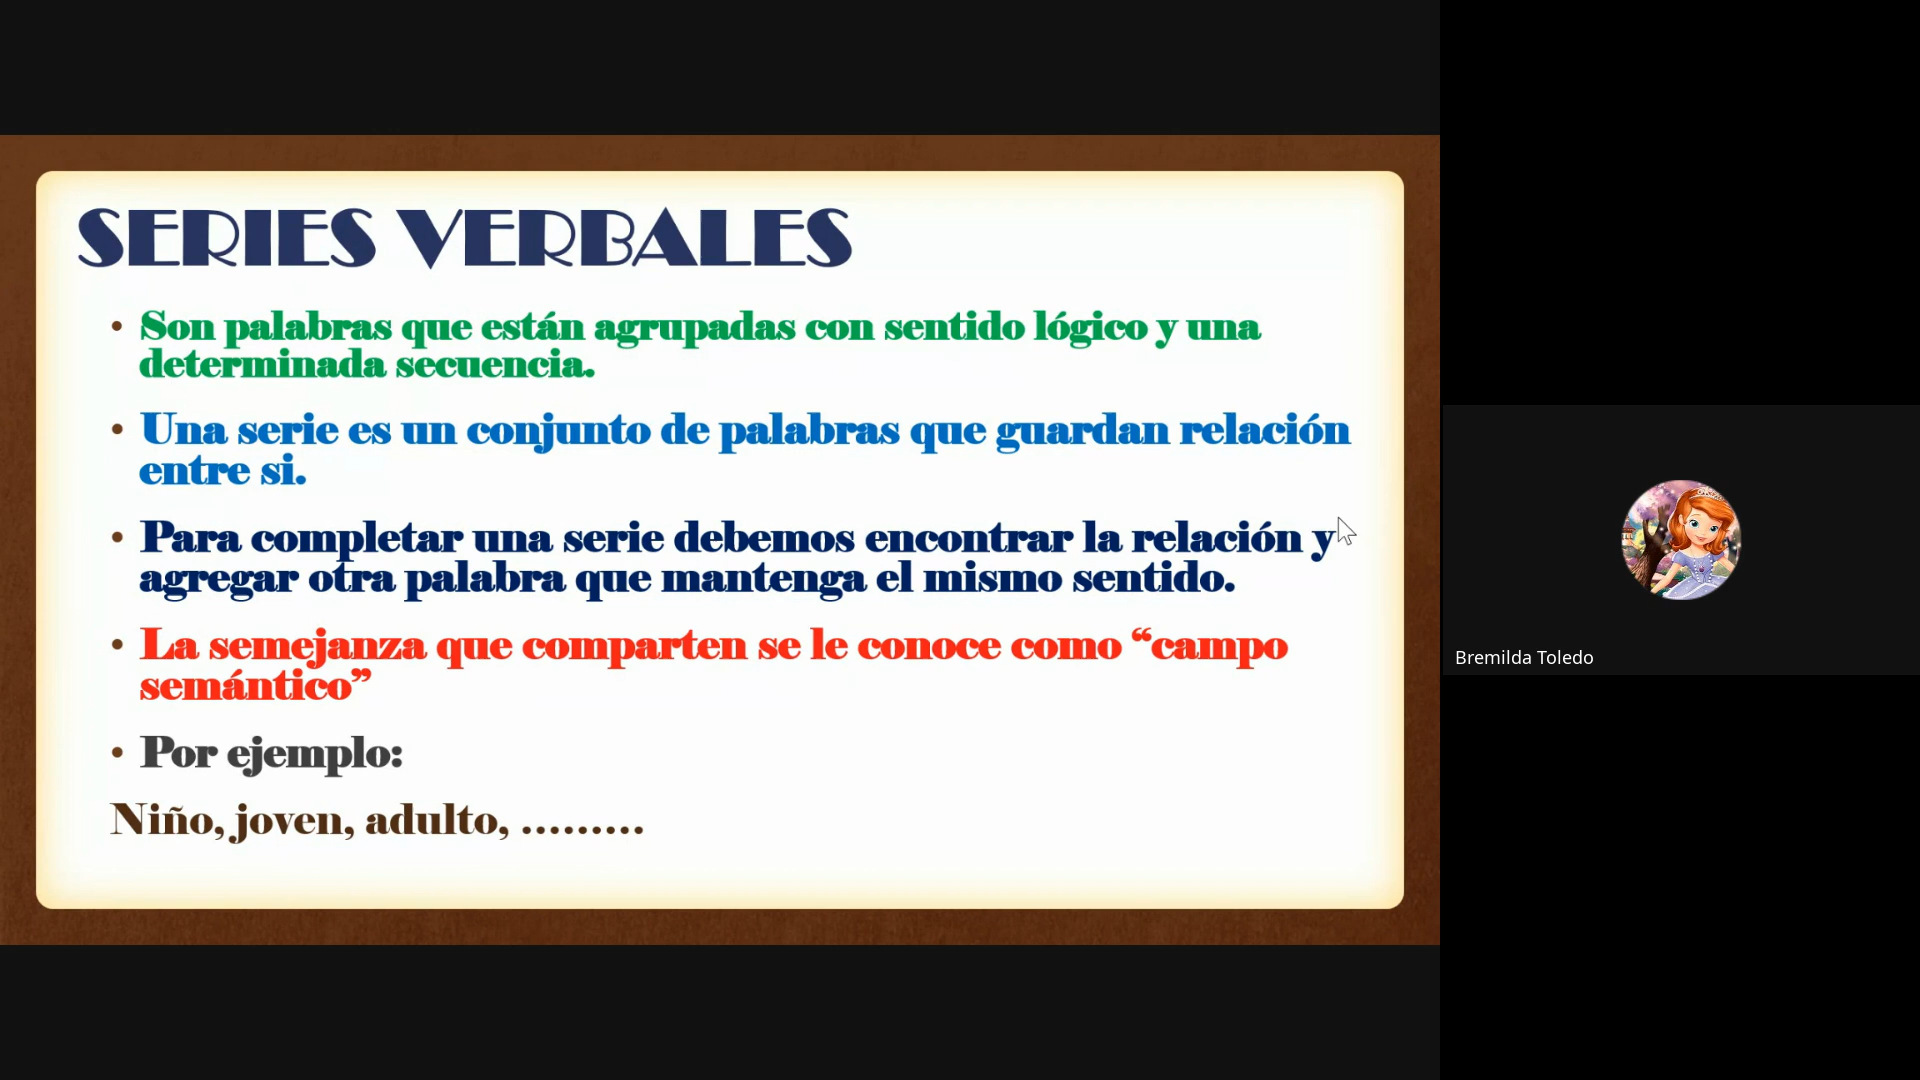 SERIES VERBALES
• Son palabras que están agrupadas con sentido lógico y una
determinada secuencia.
• Una serie es un conjunto de palabras que guardan relación
entre si.
• Para completar una serie debemos encontrar la relación y
agregar otra palabra que mantenga el mismo sentido.
• La semejanza que comparten se le conoce como “campo
semántico”
• Por ejemplo:
Niño, joven, adulto, .........
Bremilda Toledo